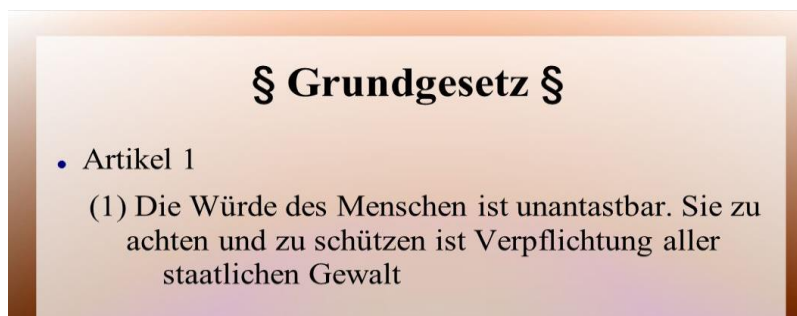 § Grundgesetz §
• Artikel 1
(1) Die Würde des Menschen ist unantastbar. Sie zu
achten und zu schützen ist Verpflichtung aller
staatlichen Gewalt